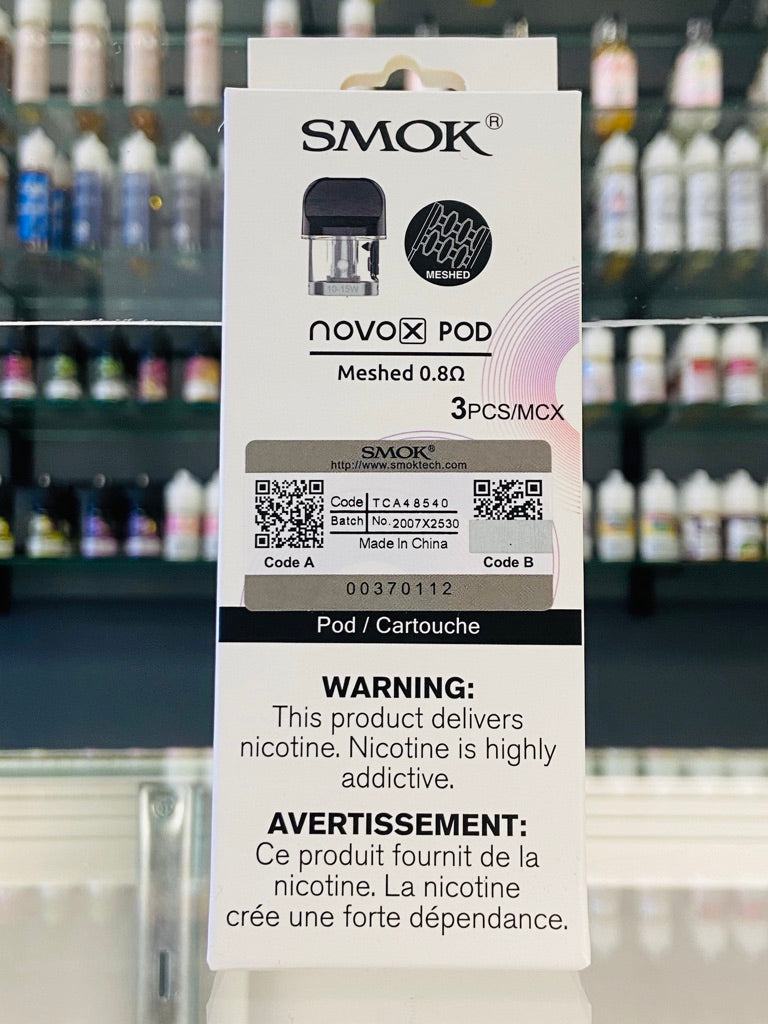 SMOK®
10-15W
MESHED
novo X POD
Meshed 0.8Ω
3PCS/MCX
SMOK®
http://www.smoktech.com
Code TCA48540
Batch No. 2007X2530
Made In China
Code A
Code B
00370112
Pod / Cartouche
WARNING:
This product delivers
nicotine. Nicotine is highly
addictive.
AVERTISSEMENT:
Ce produit fournit de la
nicotine. La nicotine
crée une forte dépendance.